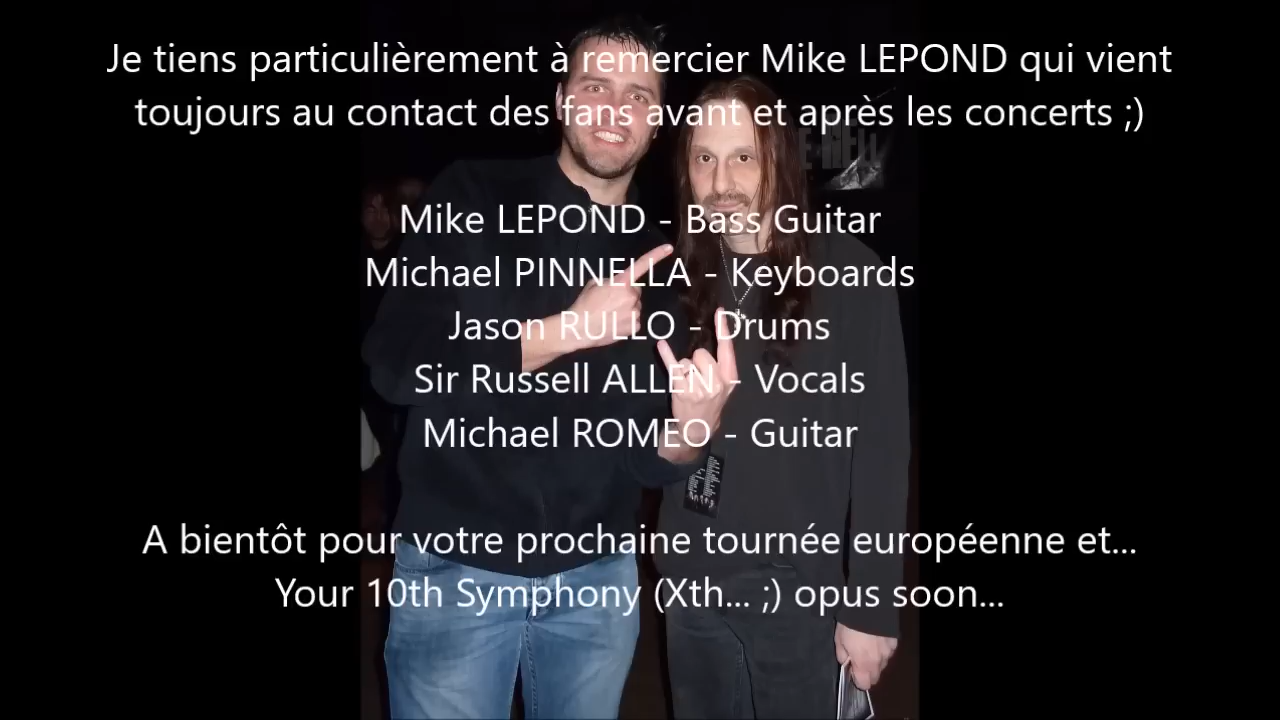 Je tiens particulièrement à remercier Mike LEPOND qui vient
toujours au contact des fans avant et après les concerts ;)
Mike LEPOND - Bass Guitar
Michael PINNELLA - Keyboards
Jason RULLO - Drums
Sir Russell ALLEN - Vocals
Michael ROMEO - Guitar
A bientôt pour votre prochaine tournée européenne et...
Your 10th Symphony (Xth... ;) opus soon...